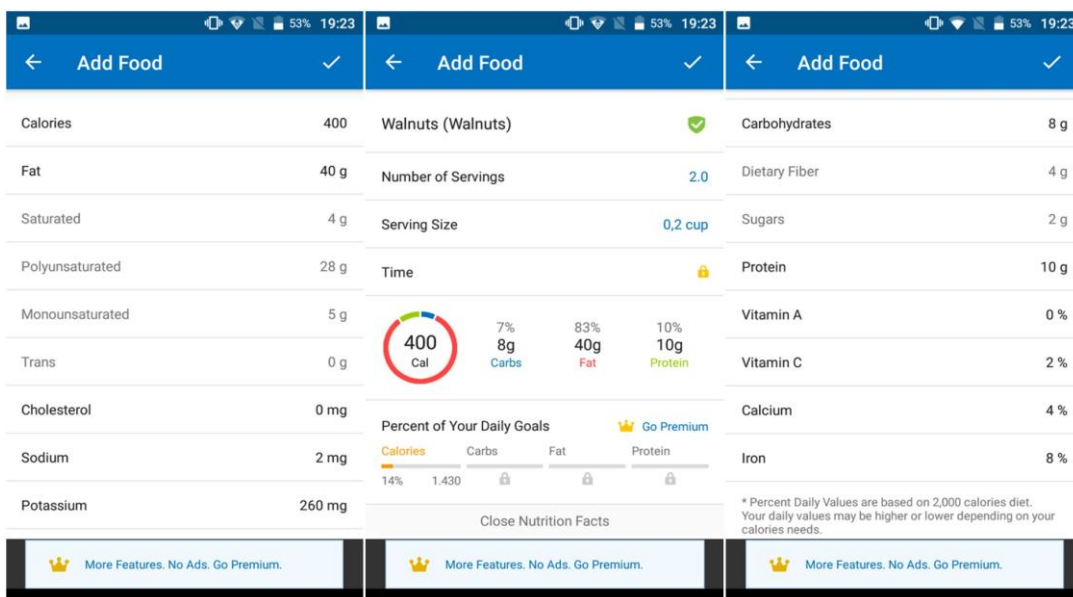 53% 19:23
Add Food
Calories 400
Fat 40 g
Saturated 4 g
Polyunsaturated 28 g
Monounsaturated 5 g
Trans 0 g
Cholesterol 0 mg
Sodium 2 mg
Potassium 260 mg
More Features. No Ads. Go Premium.
53% 19:23
Add Food
Walnuts (Walnuts)
Number of Servings 2.0
Serving Size 0,2 cup
Time
400 Cal
7% 83% 10%
8g 40g 10g
Carbs Fat Protein
Percent of Your Daily Goals Go Premium
Calories Carbs Fat Protein
14% 1.430
Close Nutrition Facts
More Features. No Ads. Go Premium.
53% 19:23
Add Food
Carbohydrates 8 g
Dietary Fiber 4 g
Sugars 2 g
Protein 10 g
Vitamin A 0 %
Vitamin C 2 %
Calcium 4 %
Iron 8 %
* Percent Daily Values are based on 2,000 calories diet.
Your daily values may be higher or lower depending on your
calories needs.
More Features. No Ads. Go Premium.